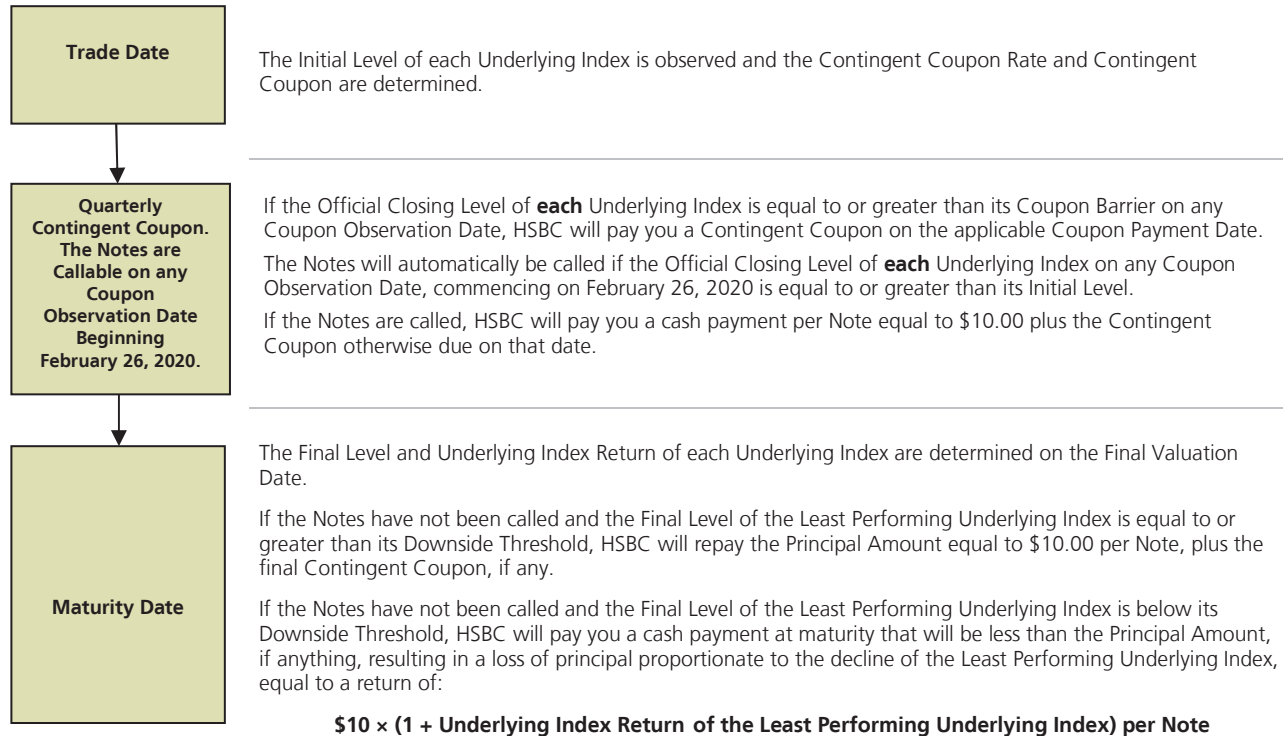 Trade Date
The Initial Level of each Underlying Index is observed and the Contingent Coupon Rate and Contingent
Coupon are determined.
Quarterly
Contingent Coupon.
The Notes are
Callable on any
Coupon
Observation Date
Beginning
February 26, 2020.
If the Official Closing Level of each Underlying Index is equal to or greater than its Coupon Barrier on any
Coupon Observation Date, HSBC will pay you a Contingent Coupon on the applicable Coupon Payment Date.
The Notes will automatically be called if the Official Closing Level of each Underlying Index on any Coupon
Observation Date, commencing on February 26, 2020 is equal to or greater than its Initial Level.
If the Notes are called, HSBC will pay you a cash payment per Note equal to $10.00 plus the Contingent
Coupon otherwise due on that date.
Maturity Date
The Final Level and Underlying Index Return of each Underlying Index are determined on the Final Valuation
Date.
If the Notes have not been called and the Final Level of the Least Performing Underlying Index is equal to or
greater than its Downside Threshold, HSBC will repay the Principal Amount equal to $10.00 per Note, plus the
final Contingent Coupon, if any.
If the Notes have not been called and the Final Level of the Least Performing Underlying Index is below its
Downside Threshold, HSBC will pay you a cash payment at maturity that will be less than the Principal Amount,
if anything, resulting in a loss of principal proportionate to the decline of the Least Performing Underlying Index,
equal to a return of:
$10 × (1 + Underlying Index Return of the Least Performing Underlying Index) per Note